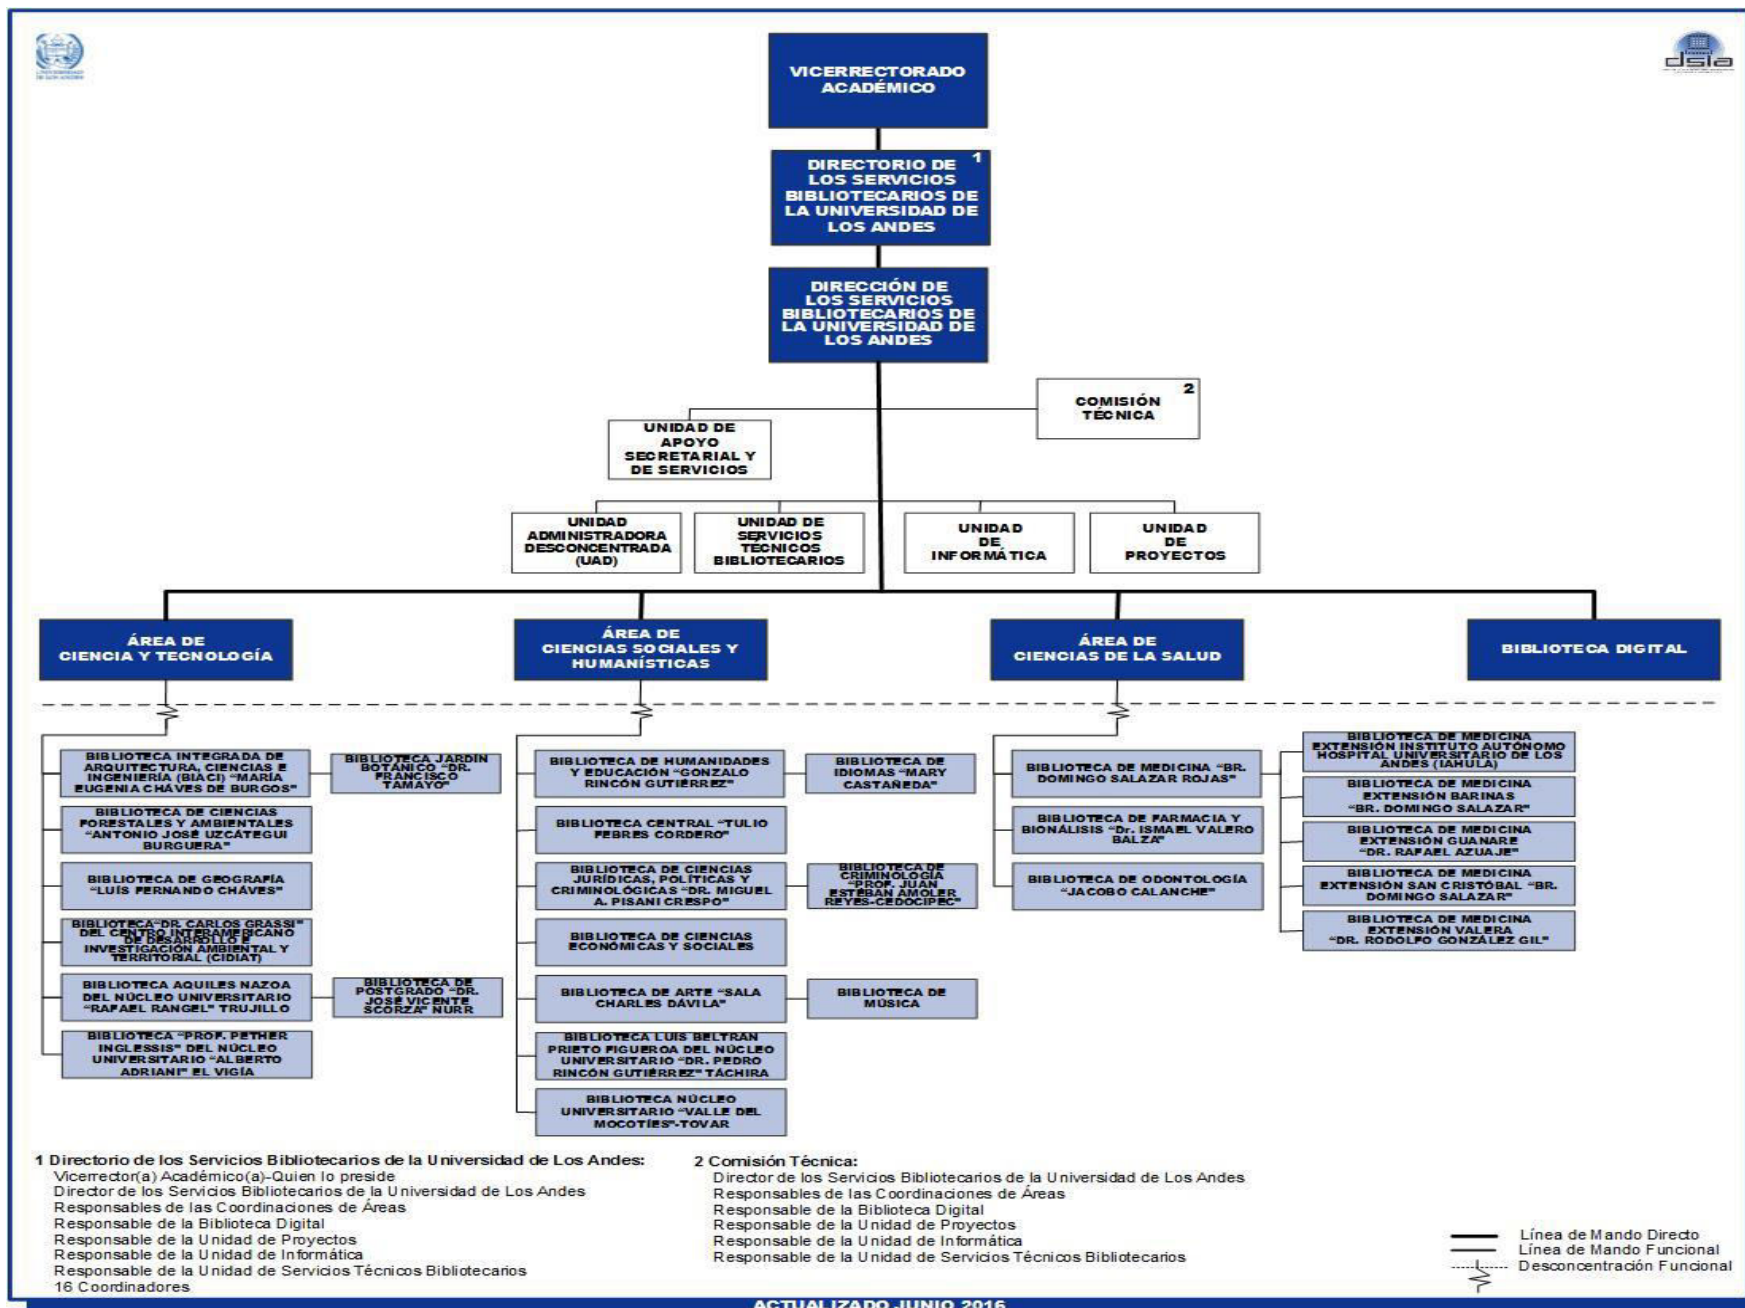 VICERRECTORADO
ACADÉMICO
DIRECTORIO DE 1
LOS SERVICIOS
BIBLIOTECARIOS DE
LA UNIVERSIDAD DE
LOS ANDES
DIRECCIÓN DE
LOS SERVICIOS
BIBLIOTECARIOS DE
LA UNIVERSIDAD DE
LOS ANDES
2
COMISIÓN
TÉCNICA
UNIDAD DE
APOYO
SECRETARIAL Y
DE SERVICIOS
UNIDAD
ADMINISTRADORA
DESCONCENTRADA
(UAD)
UNIDAD DE
SERVICIOS
TÉCNICOS
BIBLIOTECARIOS
UNIDAD
DE
INFORMÁTICA
UNIDAD
DE
PROYECTOS
ÁREA DE
CIENCIA Y TECNOLOGÍA
ÁREA DE
CIENCIAS SOCIALES Y
HUMANÍSTICAS
ÁREA DE
CIENCIAS DE LA SALUD
BIBLIOTECA DIGITAL
BIBLIOTECA INTEGRADA DE
ARQUITECTURA, CIENCIAS E
INGENIERÍA (BIACI) “MARÍA
EUGENIA CHÁVES DE BURGOS”
BIBLIOTECA JARDÍN
BOTÁNICO “DR.
FRANCISCO
TAMAYO”
BIBLIOTECA DE CIENCIAS
FORESTALES Y AMBIENTALES
“ANTONIO JOSÉ UZCÁTEGUI
BURGUERA”
BIBLIOTECA DE GEOGRAFÍA
“LUÍS FERNANDO CHÁVES”
BIBLIOTECA“DR. CARLOS GRASSI”
DEL CENTRO INTERAMERICANO
DE DESARROLLO E
INVESTIGACIÓN AMBIENTAL Y
TERRITORIAL (CIDIAT)
BIBLIOTECA AQUILES NAZOA
DEL NÚCLEO UNIVERSITARIO
“RAFAEL RANGEL” TRUJILLO
BIBLIOTECA DE
POSTGRADO “DR.
JOSÉ VICENTE
SCORZA” NURR
BIBLIOTECA “PROF. PETHER
INGLESSIS” DEL NÚCLEO
UNIVERSITARIO “ALBERTO
ADRIANI” EL VIGÍA
BIBLIOTECA DE HUMANIDADES
Y EDUCACIÓN “GONZALO
RINCÓN GUTIÉRREZ”
BIBLIOTECA DE
IDIOMAS “MARY
CASTAÑEDA”
BIBLIOTECA CENTRAL “TULIO
FEBRES CORDERO”
BIBLIOTECA DE CIENCIAS
JURÍDICAS, POLÍTICAS Y
CRIMINOLÓGICAS “DR. MIGUEL
A. PISANI CRESPO”
BIBLIOTECA DE
CRIMINOLOGÍA
“PROF. JUAN
ESTEBAN AMOLER
REYES-CEDOCIPEC”
BIBLIOTECA DE CIENCIAS
ECONÓMICAS Y SOCIALES
BIBLIOTECA DE ARTE “SALA
CHARLES DÁVILA”
BIBLIOTECA DE
MÚSICA
BIBLIOTECA LUIS BELTRÁN
PRIETO FIGUEROA DEL NÚCLEO
UNIVERSITARIO “DR. PEDRO
RINCÓN GUTIÉRREZ” TÁCHIRA
BIBLIOTECA NÚCLEO
UNIVERSITARIO “VALLE DEL
MOCOTÍES”-TOVAR
BIBLIOTECA DE MEDICINA “BR.
DOMINGO SALAZAR ROJAS”
BIBLIOTECA DE FARMACIA Y
BIONÁLISIS “Dr. ISMAEL VALERO
BALZA”
BIBLIOTECA DE ODONTOLOGÍA
“JACOBO CALANCHE”
BIBLIOTECA DE MEDICINA
EXTENSIÓN INSTITUTO AUTÓNOMO
HOSPITAL UNIVERSITARIO DE LOS
ANDES (IAHULA)
BIBLIOTECA DE MEDICINA
EXTENSIÓN BARINAS
“BR. DOMINGO SALAZAR”
BIBLIOTECA DE MEDICINA
EXTENSIÓN GUANARE
“DR. RAFAEL AZUAJE”
BIBLIOTECA DE MEDICINA
EXTENSIÓN SAN CRISTÓBAL “BR.
DOMINGO SALAZAR”
BIBLIOTECA DE MEDICINA
EXTENSIÓN VALERA
“DR. RODOLFO GONZÁLEZ GIL”
1 Directorio de los Servicios Bibliotecarios de la Universidad de Los Andes:
Vicerrector(a) Académico(a)-Quien lo preside
Director de los Servicios Bibliotecarios de la Universidad de Los Andes
Responsables de las Coordinaciones de Áreas
Responsable de la Biblioteca Digital
Responsable de la Unidad de Proyectos
Responsable de la Unidad de Informática
Responsable de la Unidad de Servicios Técnicos Bibliotecarios
16 Coordinadores
2 Comisión Técnica:
Director de los Servicios Bibliotecarios de la Universidad de Los Andes
Responsables de las Coordinaciones de Áreas
Responsable de la Biblioteca Digital
Responsable de la Unidad de Proyectos
Responsable de la Unidad de Informática
Responsable de la Unidad de Servicios Técnicos Bibliotecarios
Línea de Mando Directo
Línea de Mando Funcional
Desconcentración Funcional
ACTUALIZADO JUNIO 2016
dsia